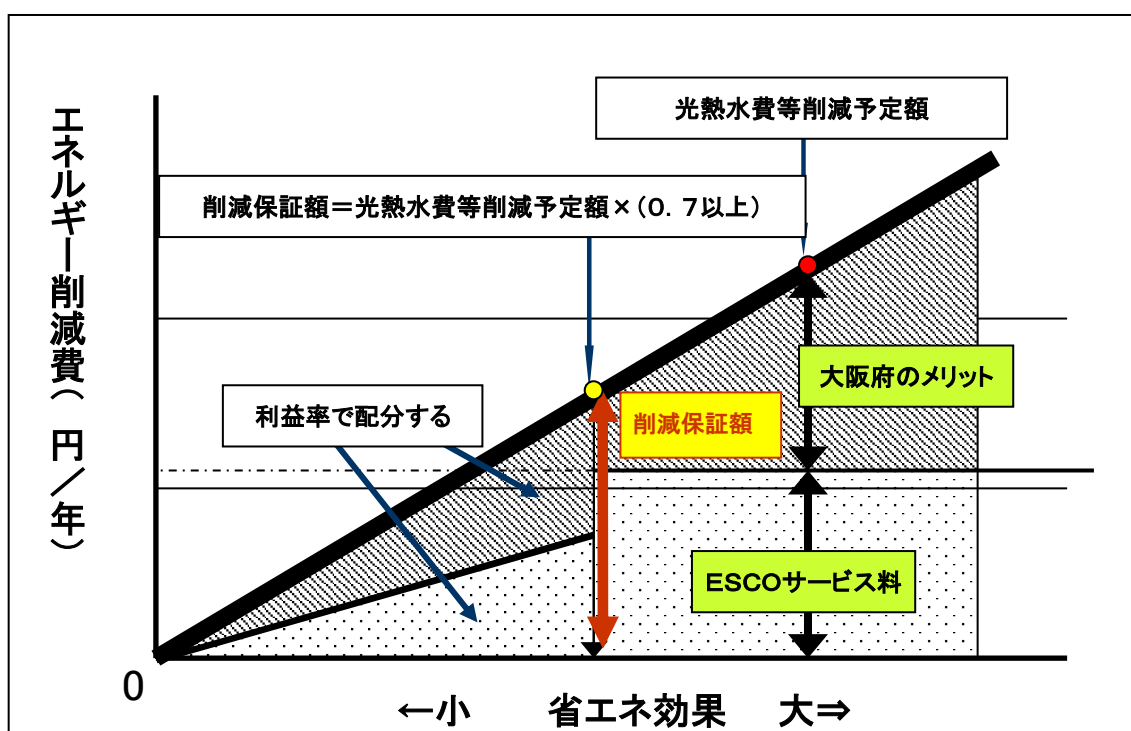 エネルギー削減費(円/年)
光熱水費等削減予定額
削減保証額=光熱水費等削減予定額×(0.7以上)
大阪府のメリット
利益率で配分する
削減保証額
ESCOサービス料
0
←小 省エネ効果 大⇒